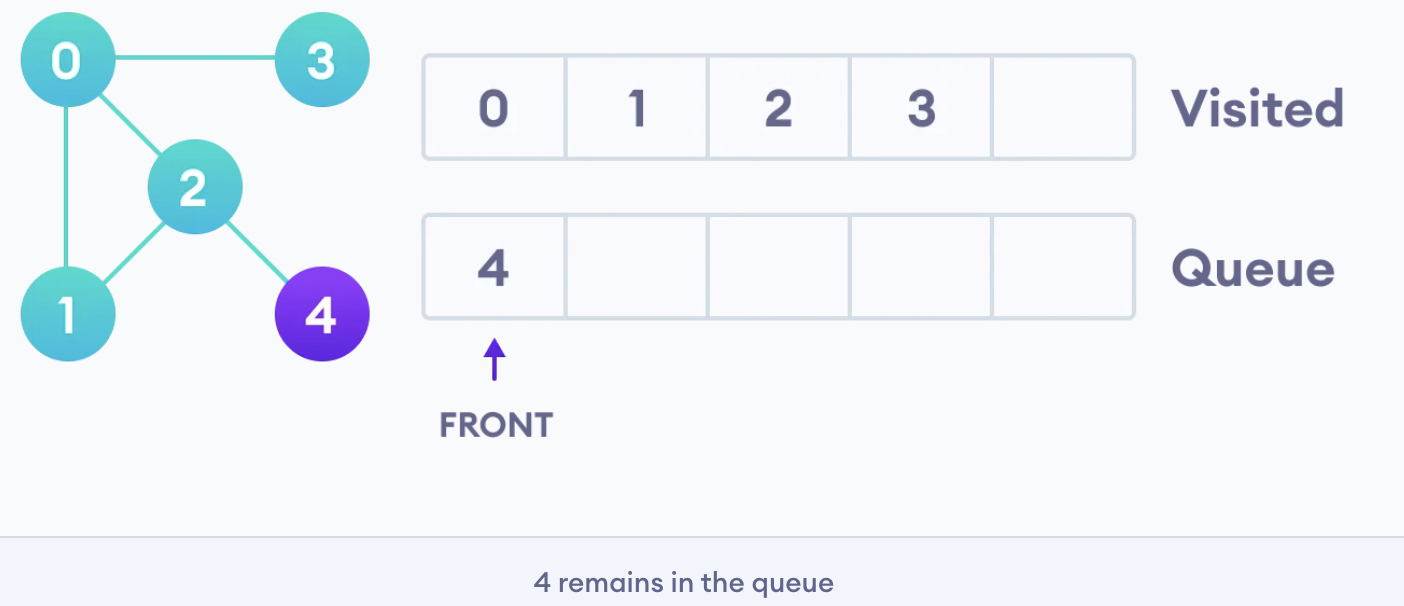 0 3
0 1 2 3 Visited
2
4 Queue
1 4
FRONT
4 remains in the queue